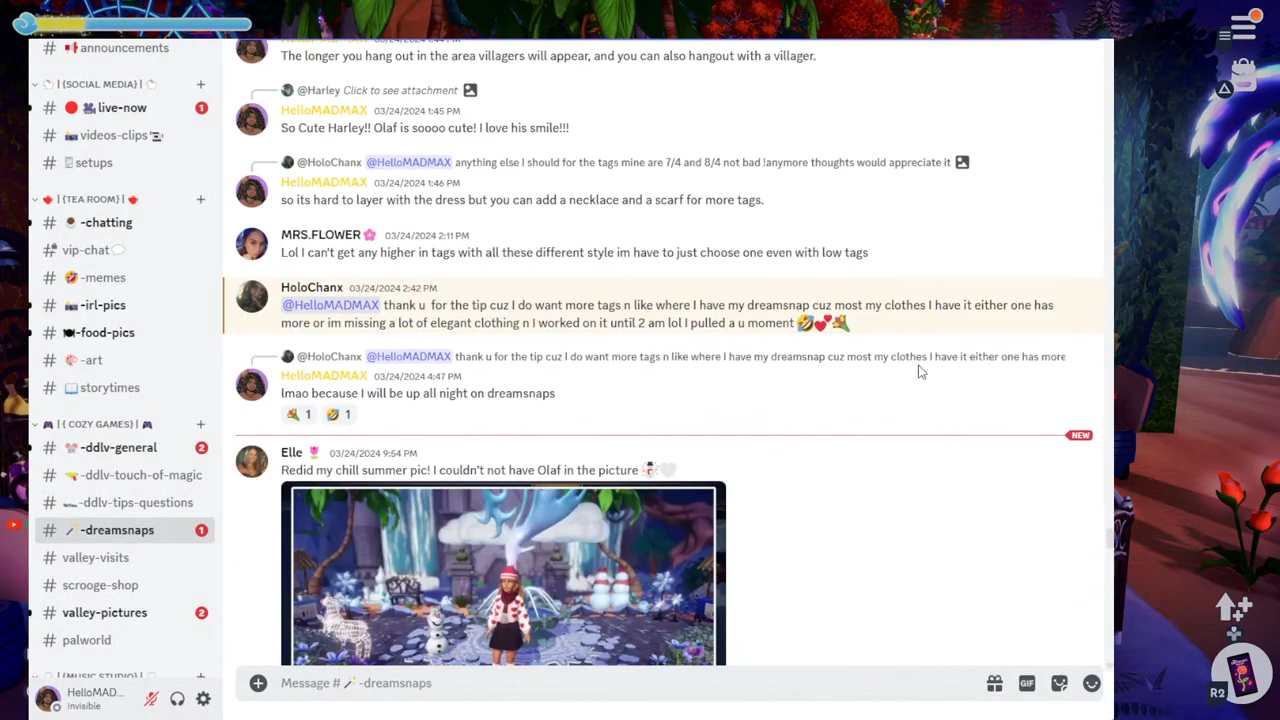 announcements
| {SOCIAL MEDIA} |
live-now 1
videos-clips
setups
| {TEA ROOM} |
-chatting
vip-chat
-memes
-irl-pics
-food-pics
-art
storytimes
| { COZY GAMES} |
-ddlv-general 2
-ddlv-touch-of-magic
-ddlv-tips-questions
-dreamsnaps 1
valley-visits
scrooge-shop
valley-pictures 2
palworld
| {MUSIC STUDIO} |
HelloMAD...
Invisible
HelloMADMAX 03/24/2024 1:44 PM
The longer you hang out in the area villagers will appear, and you can also hangout with a villager.
@Harley Click to see attachment
HelloMADMAX 03/24/2024 1:45 PM
So Cute Harley!! Olaf is soooo cute! I love his smile!!!
@HoloChanx @HelloMADMAX anything else I should for the tags mine are 7/4 and 8/4 not bad !anymore thoughts would appreciate it
HelloMADMAX 03/24/2024 1:46 PM
so its hard to layer with the dress but you can add a necklace and a scarf for more tags.
MRS.FLOWER 03/24/2024 2:11 PM
Lol I can't get any higher in tags with all these different style im have to just choose one even with low tags
HoloChanx 03/24/2024 2:42 PM
@HelloMADMAX thank u for the tip cuz I do want more tags n like where I have my dreamsnap cuz most my clothes I have it either one has
more or im missing a lot of elegant clothing n I worked on it until 2 am lol I pulled a u moment
@HoloChanx @HelloMADMAX thank u for the tip cuz I do want more tags n like where I have my dreamsnap cuz most my clothes I have it either one has more
HelloMADMAX 03/24/2024 4:47 PM
lmao because I will be up all night on dreamsnaps
1 1
NEW
Elle 03/24/2024 9:54 PM
Redid my chill summer pic! I couldn't not have Olaf in the picture
Message # -dreamsnaps
GIF
R2